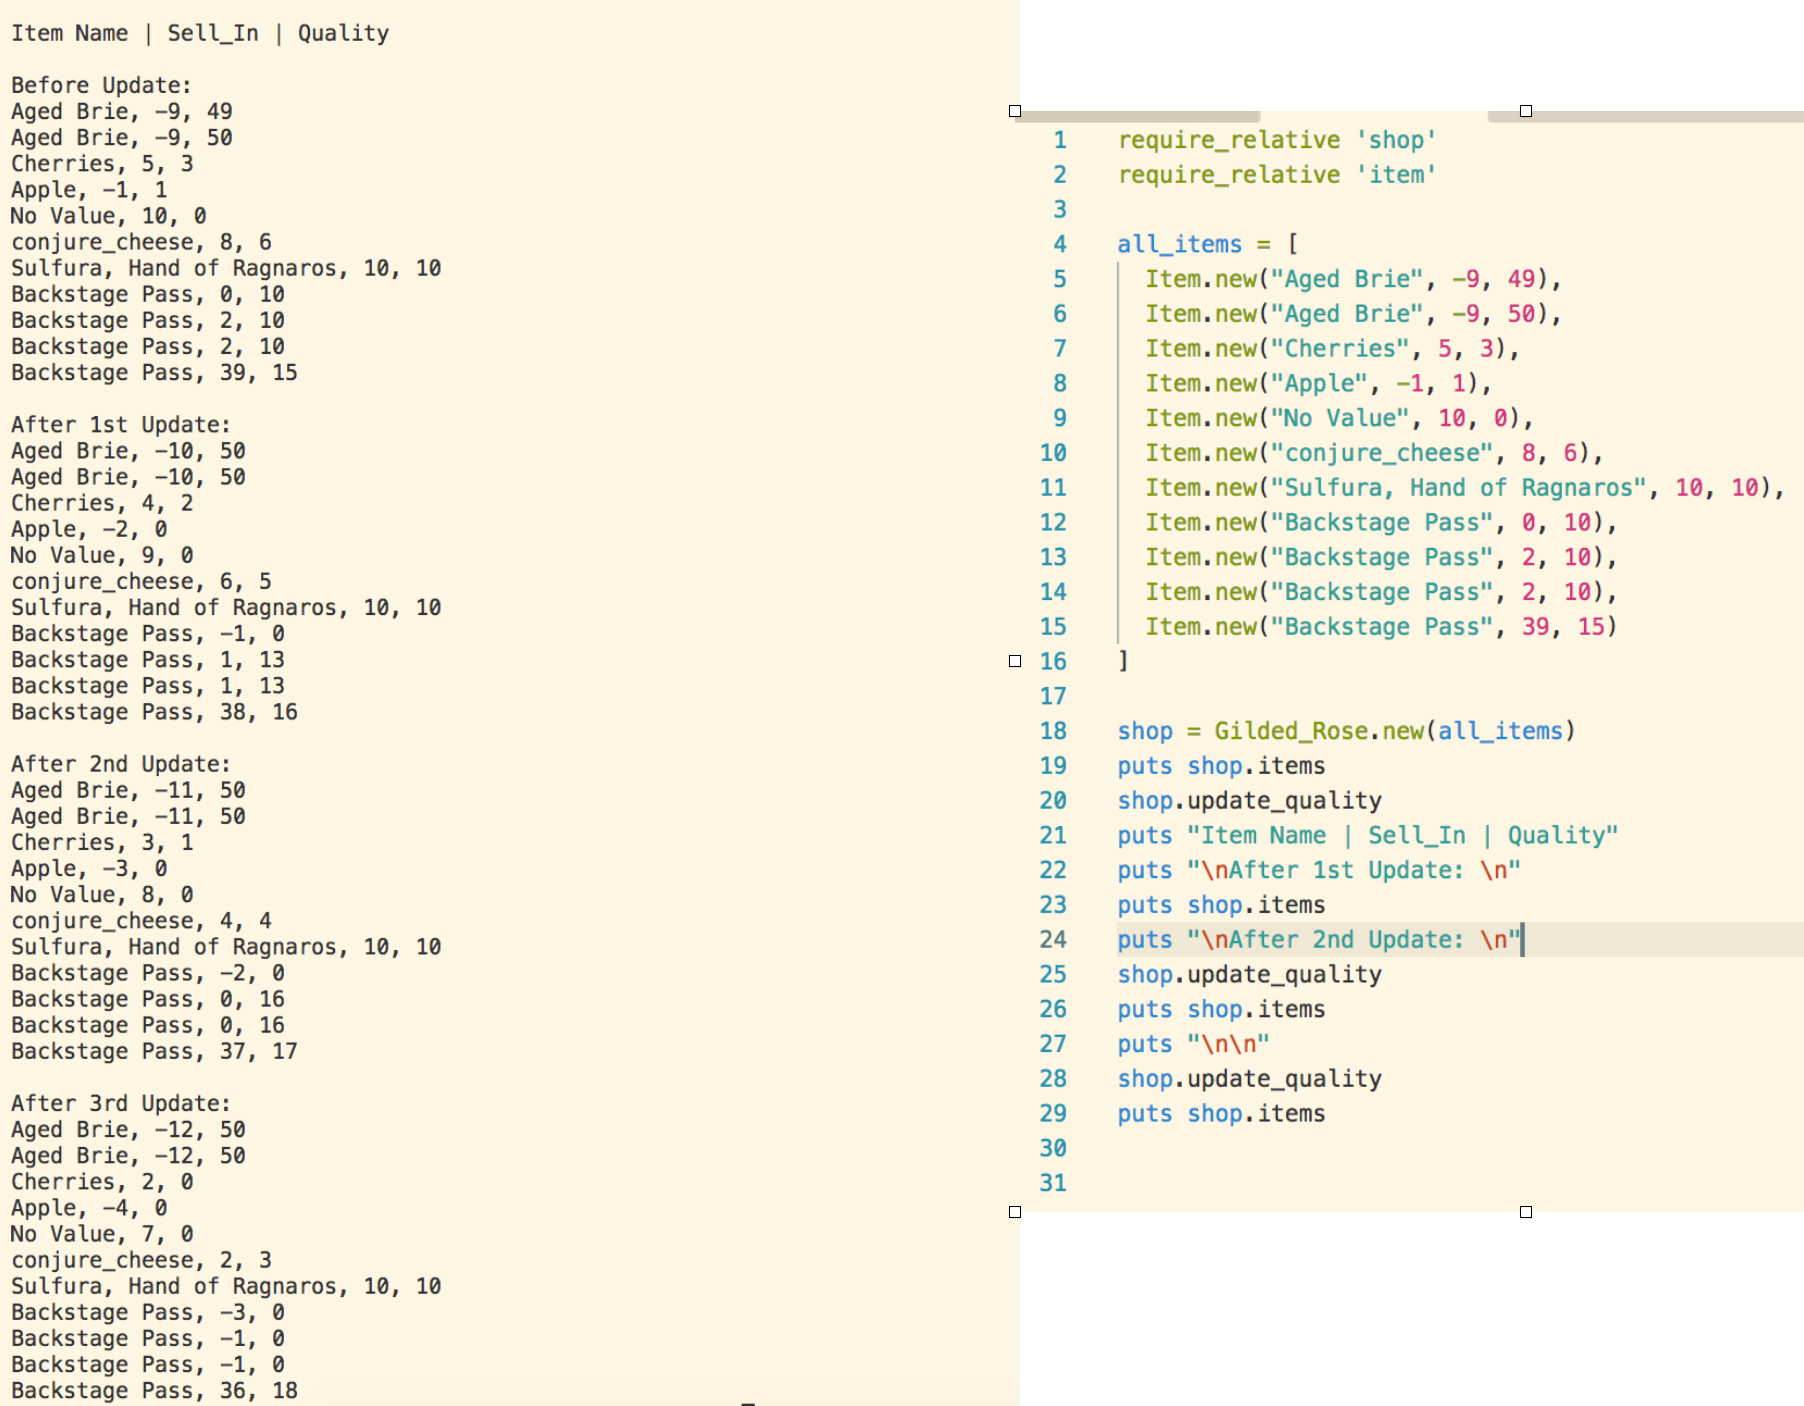 Item Name | Sell_In | Quality
Before Update:
Aged Brie, -9, 49
Aged Brie, -9, 50
Cherries, 5, 3
Apple, -1, 1
No Value, 10, 0
conjure_cheese, 8, 6
Sulfura, Hand of Ragnaros, 10, 10
Backstage Pass, 0, 10
Backstage Pass, 2, 10
Backstage Pass, 2, 10
Backstage Pass, 39, 15
After 1st Update:
Aged Brie, -10, 50
Aged Brie, -10, 50
Cherries, 4, 2
Apple, -2, 0
No Value, 9, 0
conjure_cheese, 6, 5
Sulfura, Hand of Ragnaros, 10, 10
Backstage Pass, -1, 0
Backstage Pass, 1, 13
Backstage Pass, 1, 13
Backstage Pass, 38, 16
After 2nd Update:
Aged Brie, -11, 50
Aged Brie, -11, 50
Cherries, 3, 1
Apple, -3, 0
No Value, 8, 0
conjure_cheese, 4, 4
Sulfura, Hand of Ragnaros, 10, 10
Backstage Pass, -2, 0
Backstage Pass, 0, 16
Backstage Pass, 0, 16
Backstage Pass, 37, 17
After 3rd Update:
Aged Brie, -12, 50
Aged Brie, -12, 50
Cherries, 2, 0
Apple, -4, 0
No Value, 7, 0
conjure_cheese, 2, 3
Sulfura, Hand of Ragnaros, 10, 10
Backstage Pass, -3, 0
Backstage Pass, -1, 0
Backstage Pass, -1, 0
Backstage Pass, 36, 18
1 require_relative 'shop'
2 require_relative 'item'
3
4 all_items = [
5 Item.new("Aged Brie", -9, 49),
6 Item.new("Aged Brie", -9, 50),
7 Item.new("Cherries", 5, 3),
8 Item.new("Apple", -1, 1),
9 Item.new("No Value", 10, 0),
10 Item.new("conjure_cheese", 8, 6),
11 Item.new("Sulfura, Hand of Ragnaros", 10, 10),
12 Item.new("Backstage Pass", 0, 10),
13 Item.new("Backstage Pass", 2, 10),
14 Item.new("Backstage Pass", 2, 10),
15 Item.new("Backstage Pass", 39, 15)
16 ]
17
18 shop = Gilded_Rose.new(all_items)
19 puts shop.items
20 shop.update_quality
21 puts "Item Name | Sell_In | Quality"
22 puts "\nAfter 1st Update: \n"
23 puts shop.items
24 puts "\nAfter 2nd Update: \n"
25 shop.update_quality
26 puts shop.items
27 puts "\n\n"
28 shop.update_quality
29 puts shop.items
30
31